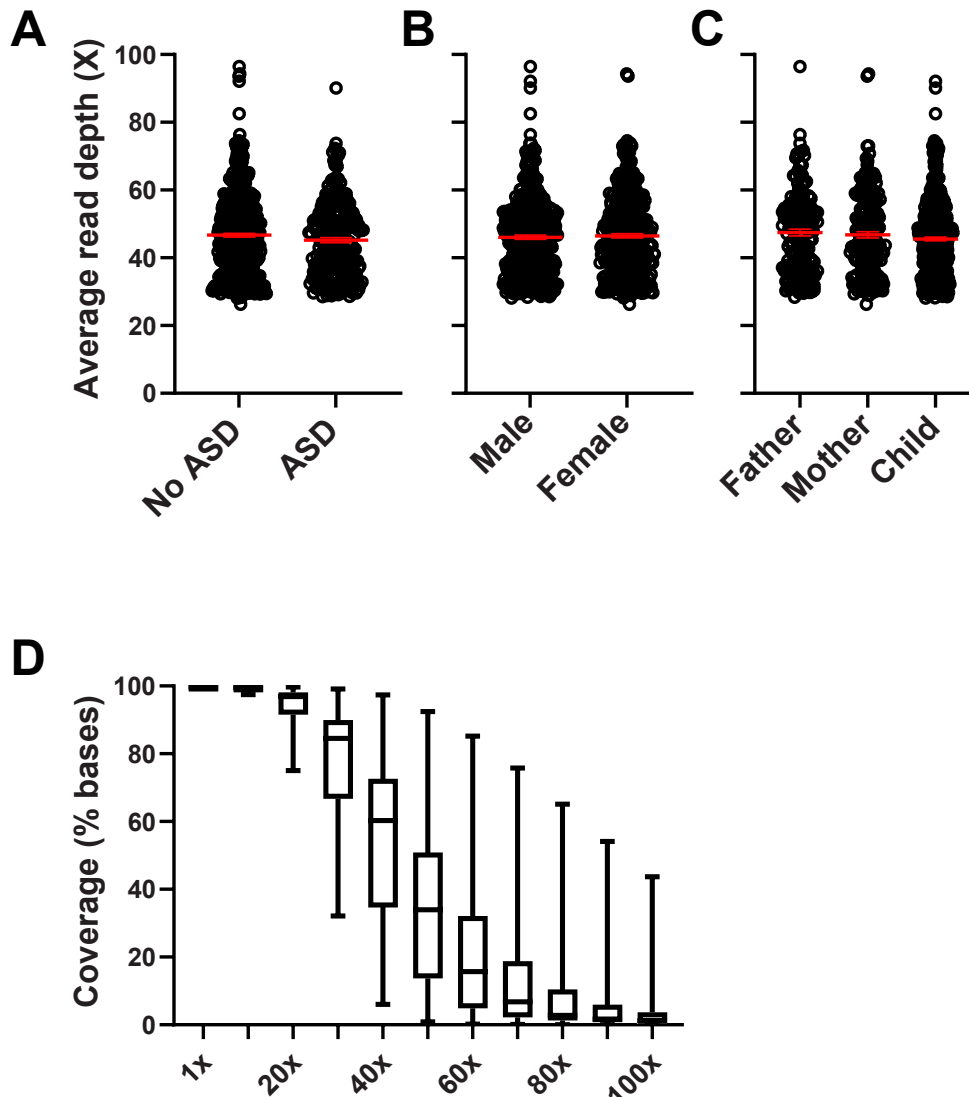 A
B
C
Average read depth (X)
100
80
60
40
20
0
No ASD
ASD
Male
Female
Father
Mother
Child
D
Coverage (% bases)
100
80
60
40
20
0
1x
20x
40x
60x
80x
100x